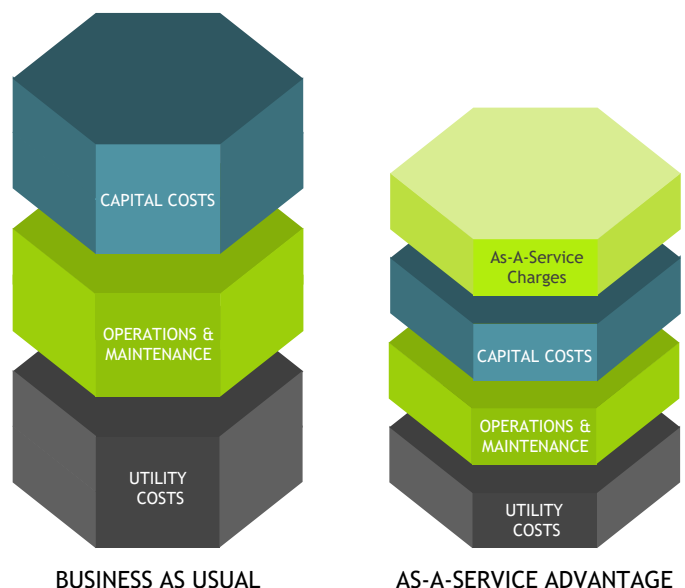 CAPITAL COSTS
OPERATIONS &
MAINTENANCE
UTILITY
COSTS
BUSINESS AS USUAL
As-A-Service
Charges
CAPITAL COSTS
OPERATIONS &
MAINTENANCE
UTILITY
COSTS
AS-A-SERVICE ADVANTAGE